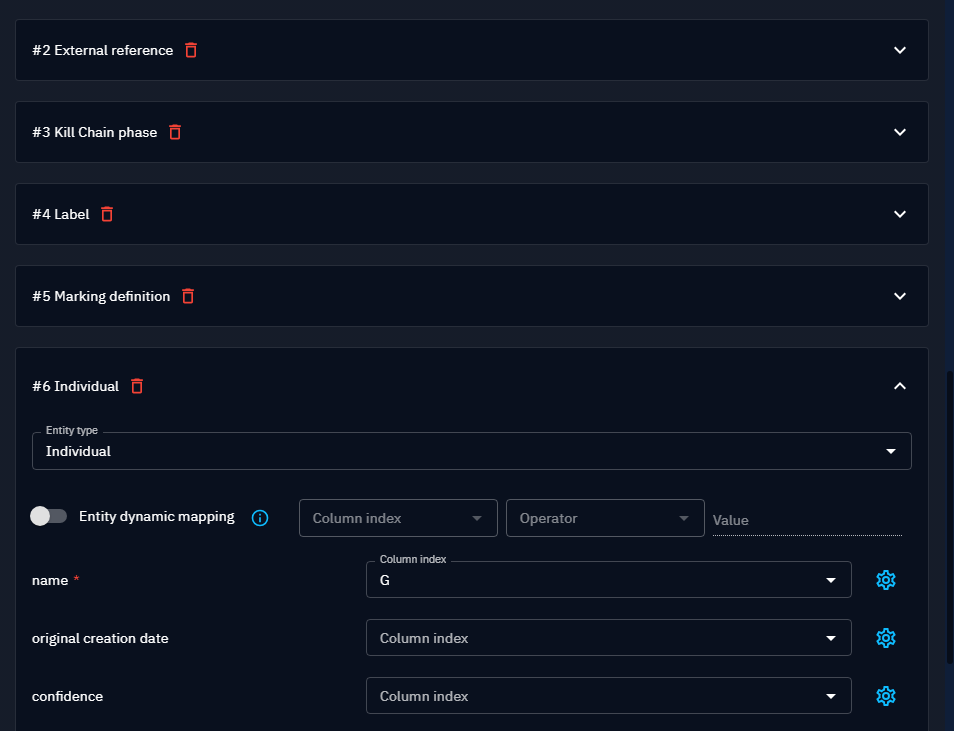 #2 External reference
#3 Kill Chain phase
#4 Label
#5 Marking definition
#6 Individual
Entity type
Individual
Entity dynamic mapping
Column index
Operator
Value
name *
Column index
G
original creation date
Column index
confidence
Column index